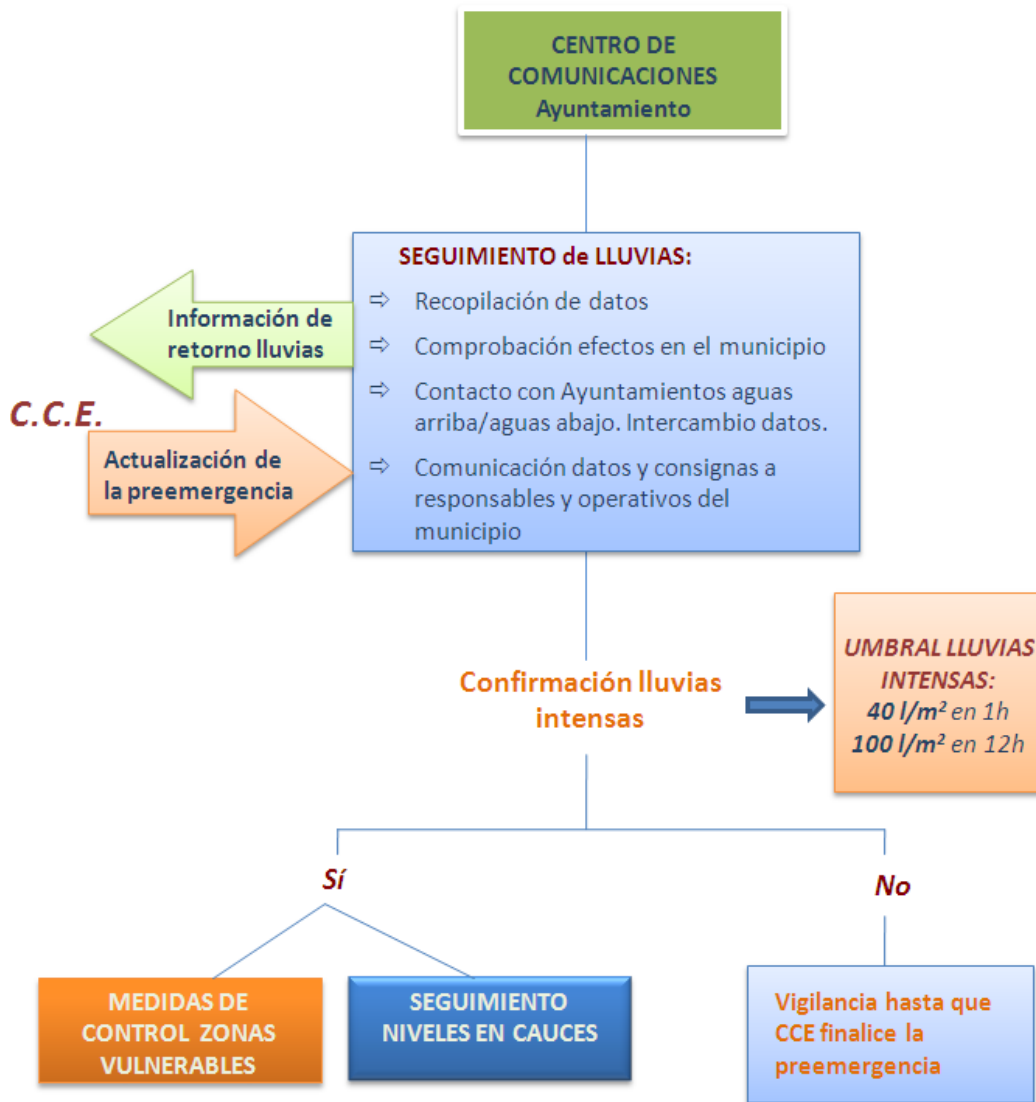 CENTRO DE
COMUNICACIONES
Ayuntamiento
SEGUIMIENTO de LLUVIAS:
⇨ Recopilación de datos
⇨ Comprobación efectos en el municipio
⇨ Contacto con Ayuntamientos aguas
arriba/aguas abajo. Intercambio datos.
⇨ Comunicación datos y consignas a
responsables y operativos del
municipio
Información de
retorno lluvias
C.C.E.
Actualización de
la preemergencia
Confirmación lluvias
intensas
UMBRAL LLUVIAS
INTENSAS:
40 l/m² en 1h
100 l/m² en 12h
Sí
No
MEDIDAS DE
CONTROL ZONAS
VULNERABLES
SEGUIMIENTO
NIVELES EN CAUCES
Vigilancia hasta que
CCE finalice la
preemergencia